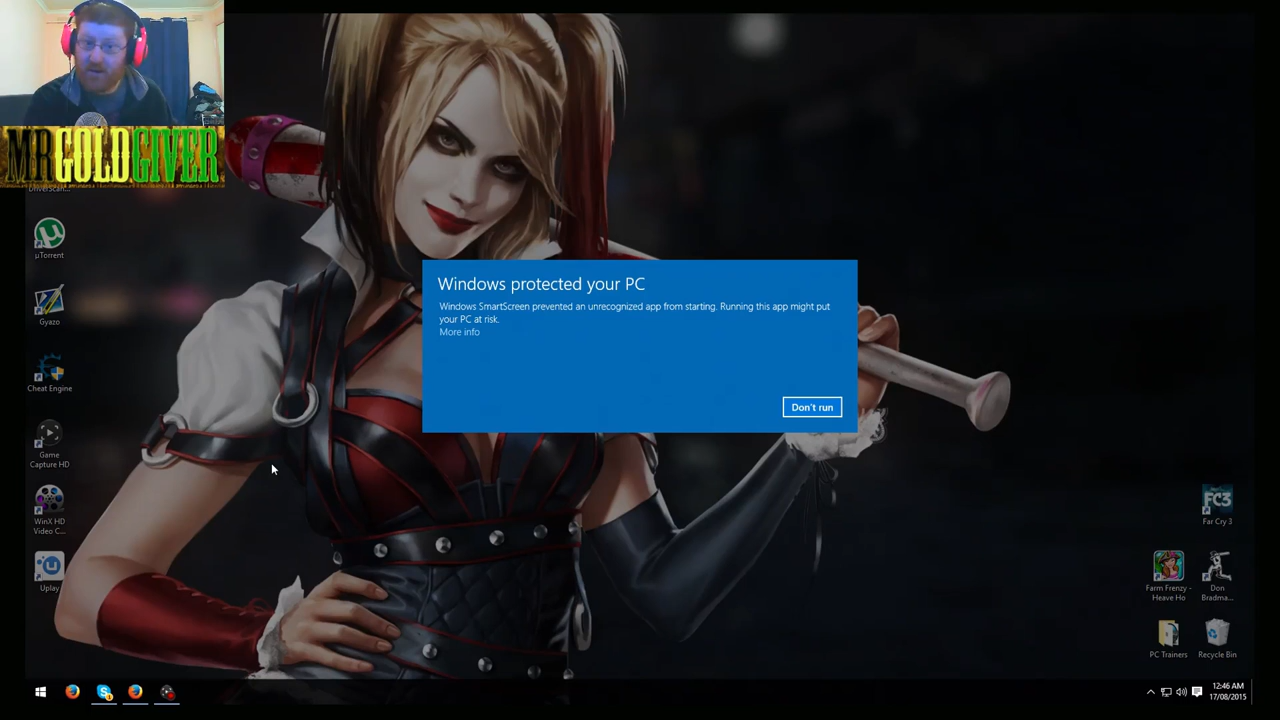 MRGOLDGIVER
µTorrent
Gyazo
Cheat Engine
Game
Capture HD
WinX HD
Video C...
Uplay
Windows protected your PC
Windows SmartScreen prevented an unrecognized app from starting. Running this app might put
your PC at risk.
More info
Don't run
FC3
Far Cry 3
Farm Frenzy -
Heave Ho
Don
Bradma...
PC Trainers
Recycle Bin
12:46 AM
17/08/2015